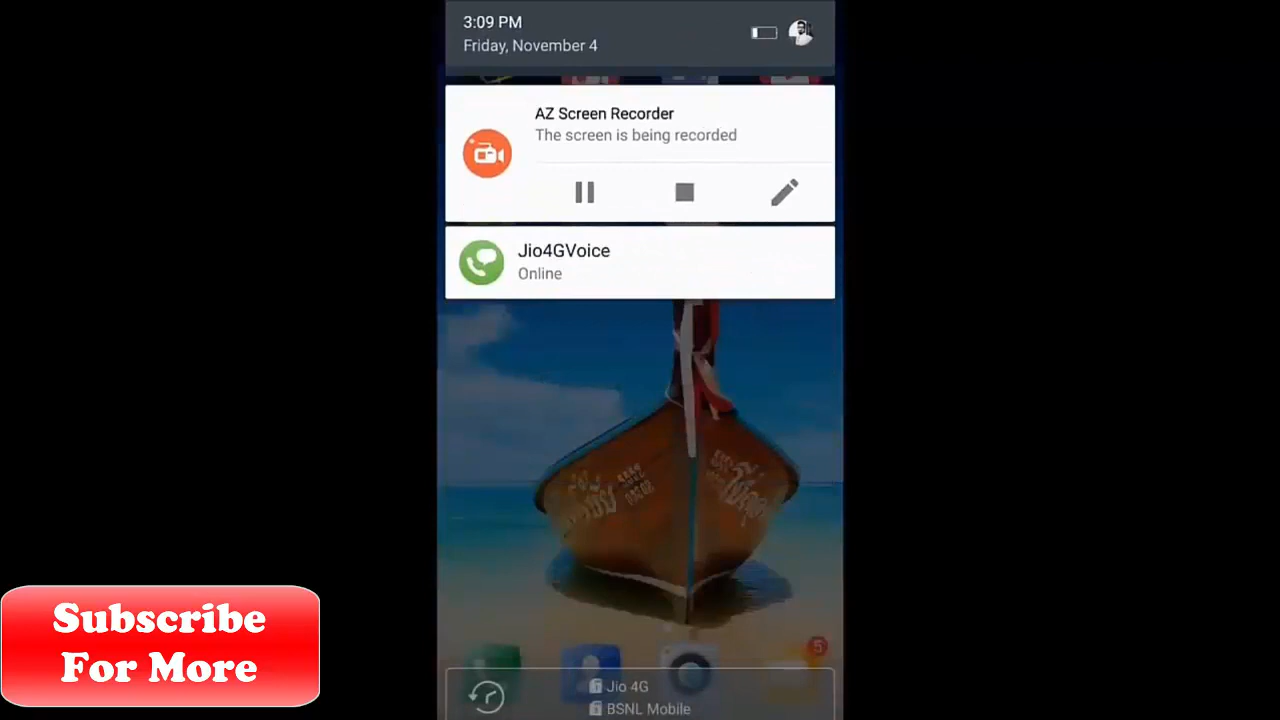 3:09 PM
Friday, November 4
AZ Screen Recorder
The screen is being recorded
Jio4GVoice
Online
5
Jio 4G
BSNL Mobile
Subscribe
For More